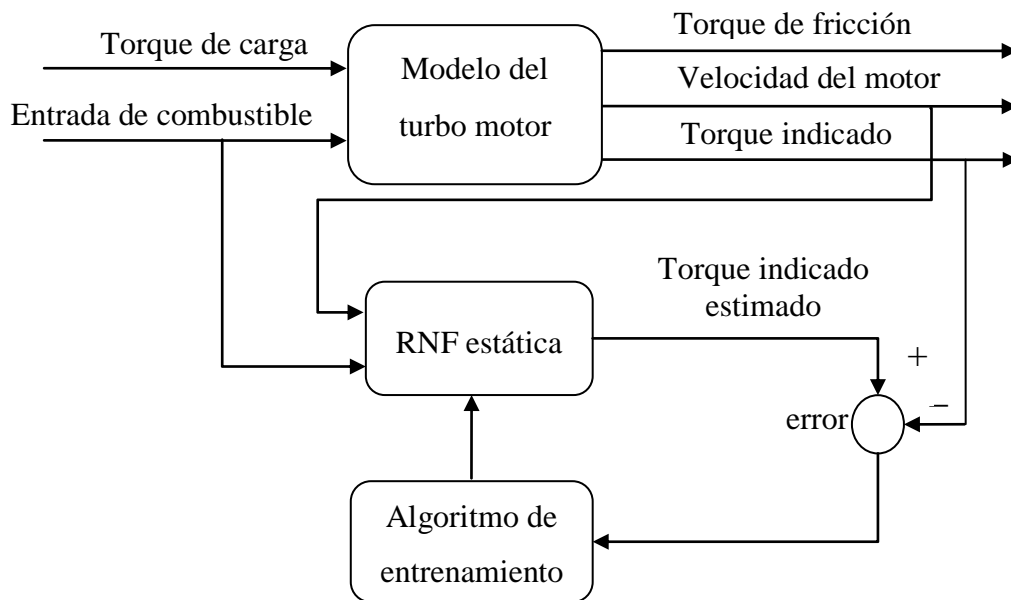 Torque de carga
Entrada de combustible
Modelo del
turbo motor
Torque de fricción
Velocidad del motor
Torque indicado
RNF estática
Torque indicado
estimado
+
−
error
Algoritmo de
entrenamiento